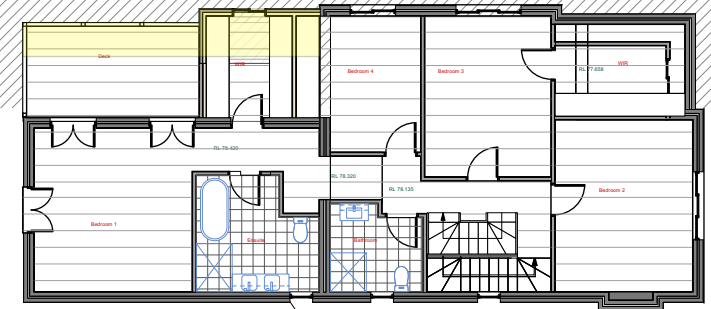 Deck
WIR
Bedroom 4
Bedroom 3
WIR
RL 77.658
RL 78.420
RL 78.320
RL 78.135
Bedroom 2
Bedroom 1
Ensuite
Bathroom